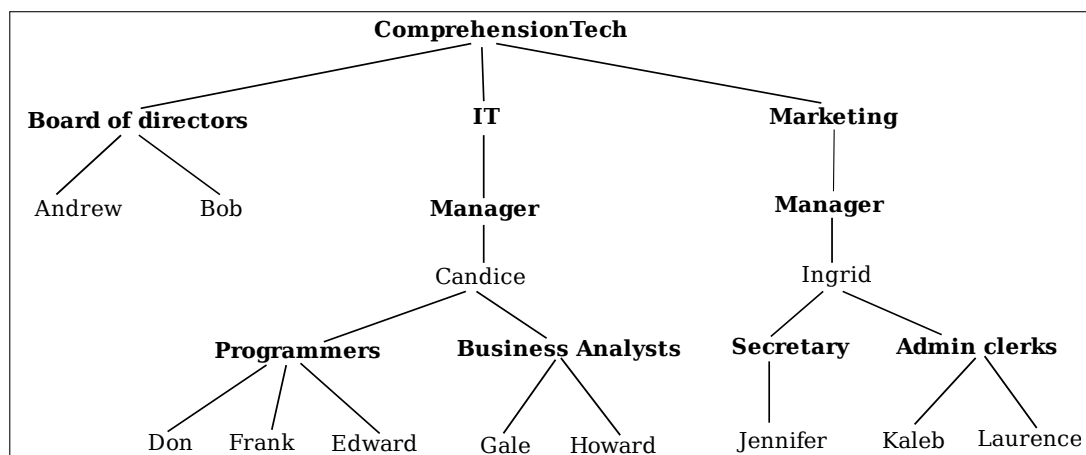 ComprehensionTech
Board of directors IT Marketing
Andrew Bob Manager Manager
Candice Ingrid
Programmers Business Analysts Secretary Admin clerks
Don Frank Edward Gale Howard Jennifer Kaleb Laurence